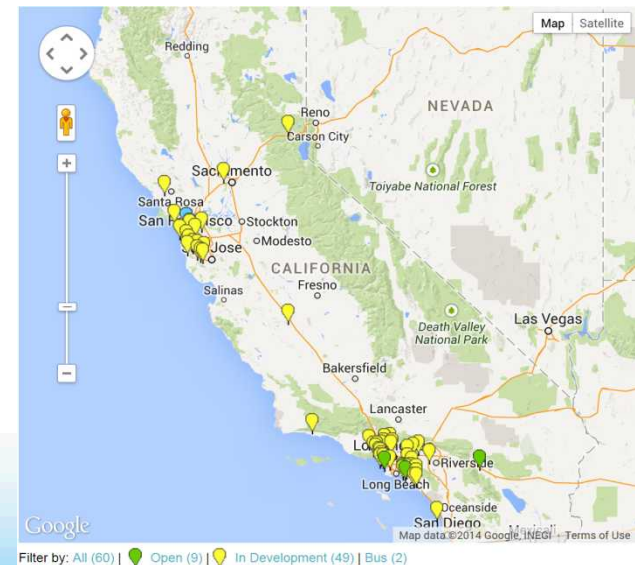 Map Satellite
Redding
Reno
NEVADA
Carson City
Sacramento
Toiyabe National Forest
Santa Rosa
San Francisco
Stockton
Modesto
Jose
CALIFORNIA
Salinas
Fresno
Las Vegas
Death Valley
National Park
Bakersfield
Lancaster
Riverside
Long Beach
Oceanside
San Diego
Mexicali
Google
Map data ©2014 Google, INEGI Terms of Use
Filter by: All (60) | Open (9) | In Development (49) | Bus (2)